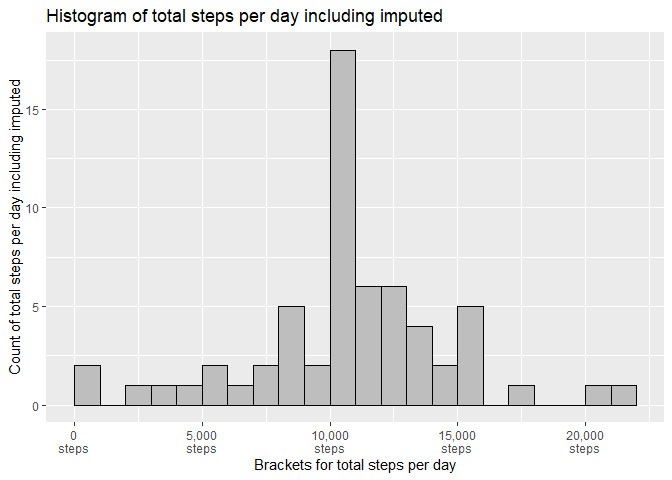 Histogram of total steps per day including imputed
Count of total steps per day including imputed
15
10
5
0
0
steps
5,000
steps
10,000
steps
15,000
steps
20,000
steps
Brackets for total steps per day